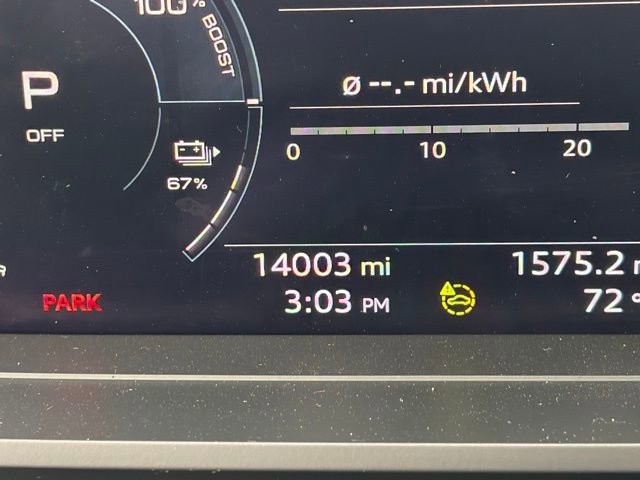 100%
BOOST
P
OFF
Ø --.- mi/kWh
0 10 20
67%
14003 mi
1575.2
PARK
3:03 PM
72°